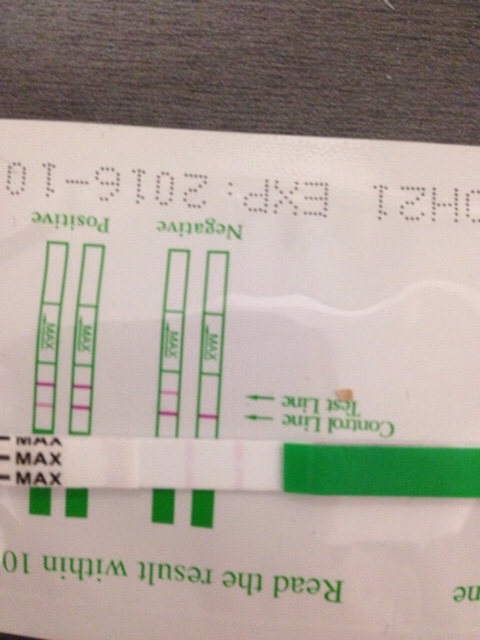 Read the result within 10
MAX
MAX
MAX
Control Line
Test Line
MAX
MAX
MAX
MAX
Negative
Positive
EXP: 2016-10